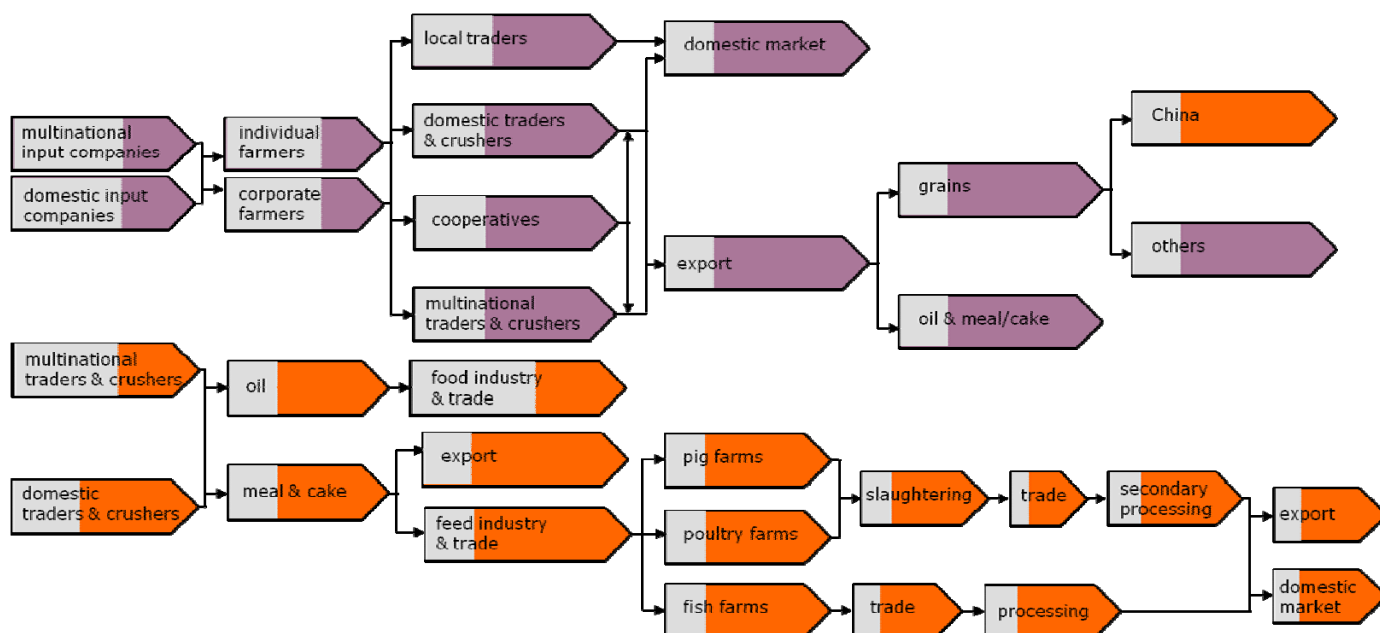 local traders
domestic market
multinational
input companies
individual
farmers
domestic traders
& crushers
China
domestic input
companies
corporate
farmers
cooperatives
grains
others
export
multinational
traders & crushers
oil & meal/cake
multinational
traders & crushers
oil
food industry
& trade
export
meal & cake
domestic
traders & crushers
feed industry
& trade
pig farms
poultry farms
slaughtering
trade
secondary
processing
export
fish farms
trade
processing
domestic
market